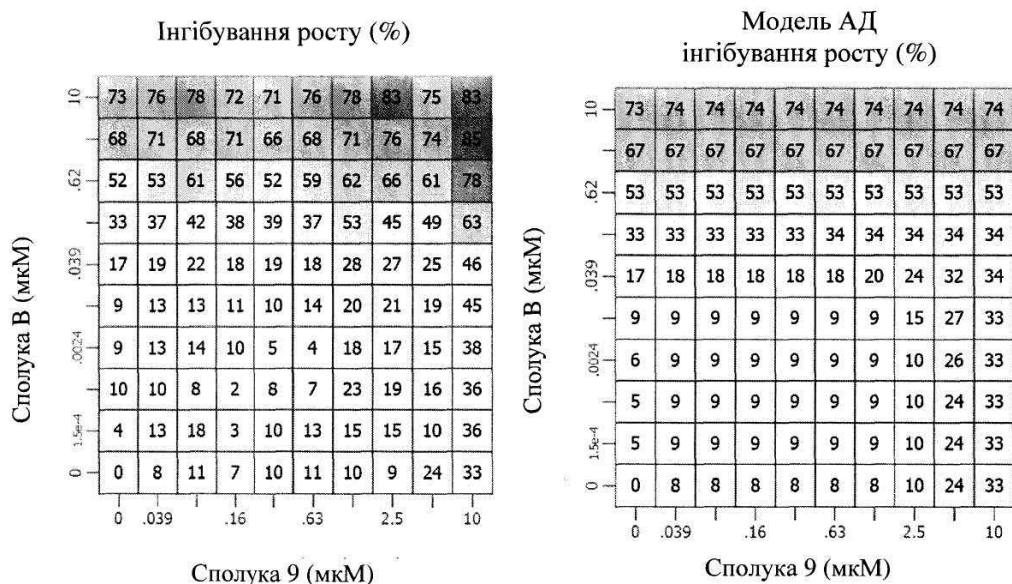 Інгібування росту (%)
10 73 76 78 72 71 76 78 83 75 83
68 71 68 71 66 68 71 76 74 85
.62 52 53 61 56 52 59 62 66 61 78
33 37 42 38 39 37 53 45 49 63
.039 17 19 22 18 19 18 28 27 25 46
9 13 13 11 10 14 20 21 19 45
.0024 9 13 14 10 5 4 18 17 15 38
10 10 8 2 8 7 23 19 16 36
1.5e-4 4 13 18 3 10 13 15 15 10 36
0 0 8 11 7 10 11 10 9 24 33
0 .039 .16 .63 2.5 10
Сполука В (мкМ)
Сполука 9 (мкМ)
Модель АД
інгібування росту (%)
10 73 74 74 74 74 74 74 74 74 74
67 67 67 67 67 67 67 67 67 67
.62 53 53 53 53 53 53 53 53 53 53
33 33 33 33 33 34 34 34 34 34
.039 17 18 18 18 18 18 20 24 32 34
9 9 9 9 9 9 9 15 27 33
.0024 6 9 9 9 9 9 9 10 26 33
5 9 9 9 9 9 9 10 24 33
1.5e-4 5 9 9 9 9 9 9 10 24 33
0 0 8 8 8 8 8 8 10 24 33
0 .039 .16 .63 2.5 10
Сполука В (мкМ)
Сполука 9 (мкМ)